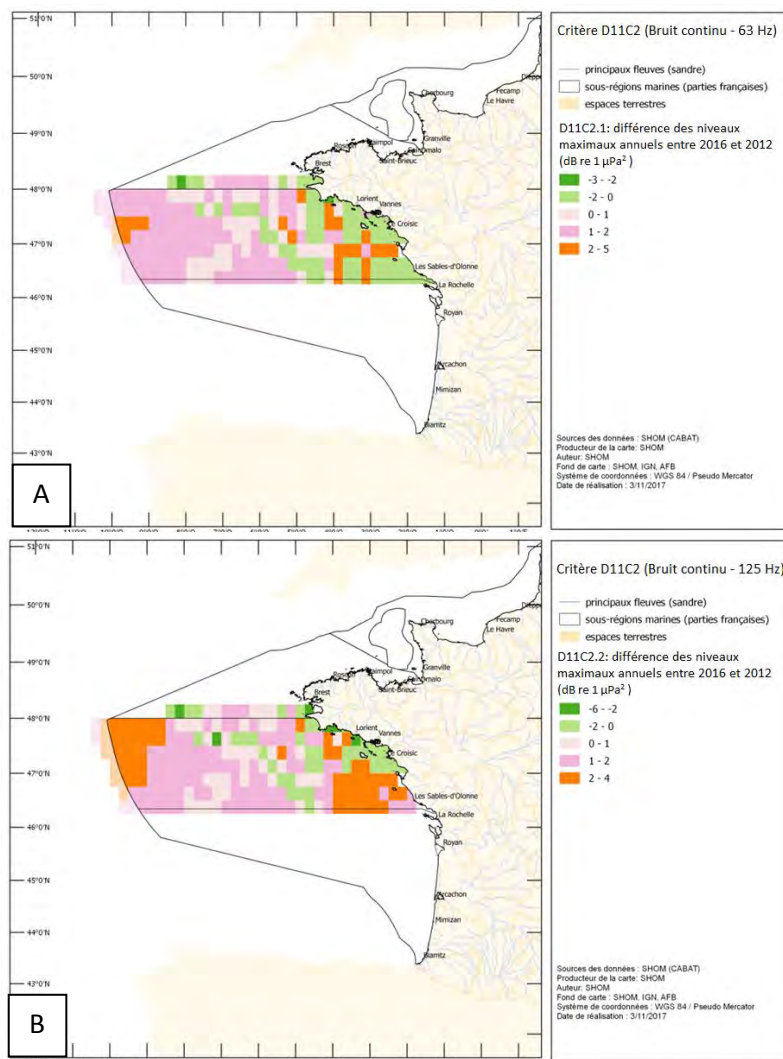 51°0'N
50°0'N
49°0'N
48°0'N
47°0'N
46°0'N
45°0'N
44°0'N
43°0'N
Cherbourg
Fecamp
Le Havre
Granville
Brest
Saint-Brieuc
Lorient
Vannes
Le Croisic
Les Sables-d'Olonne
La Rochelle
Royan
Arcachon
Mimizan
Biarritz
A
Critère D11C2 (Bruit continu - 63 Hz)
principaux fleuves (sandre)
sous-régions marines (parties françaises)
espaces terrestres
D11C2.1: différence des niveaux
maximaux annuels entre 2016 et 2012
(dB re 1 µPa² )
-3 - -2
-2 - 0
0 - 1
1 - 2
2 - 5
Sources des données : SHOM (CABAT)
Producteur de la carte: SHOM
Auteur: SHOM
Fond de carte : SHOM, IGN, AFB
Système de coordonnées : WGS 84 / Pseudo Mercator
Date de réalisation : 3/11/2017
51°0'N
50°0'N
49°0'N
48°0'N
47°0'N
46°0'N
45°0'N
44°0'N
43°0'N
Cherbourg
Fecamp
Le Havre
Granville
Brest
Saint-Brieuc
Lorient
Vannes
Le Croisic
Les Sables-d'Olonne
La Rochelle
Royan
Arcachon
Mimizan
Biarritz
B
Critère D11C2 (Bruit continu - 125 Hz)
principaux fleuves (sandre)
sous-régions marines (parties françaises)
espaces terrestres
D11C2.2: différence des niveaux
maximaux annuels entre 2016 et 2012
(dB re 1 µPa² )
-6 - -2
-2 - 0
0 - 1
1 - 2
2 - 4
Sources des données : SHOM (CABAT)
Producteur de la carte: SHOM
Auteur: SHOM
Fond de carte : SHOM, IGN, AFB
Système de coordonnées : WGS 84 / Pseudo Mercator
Date de réalisation : 3/11/2017